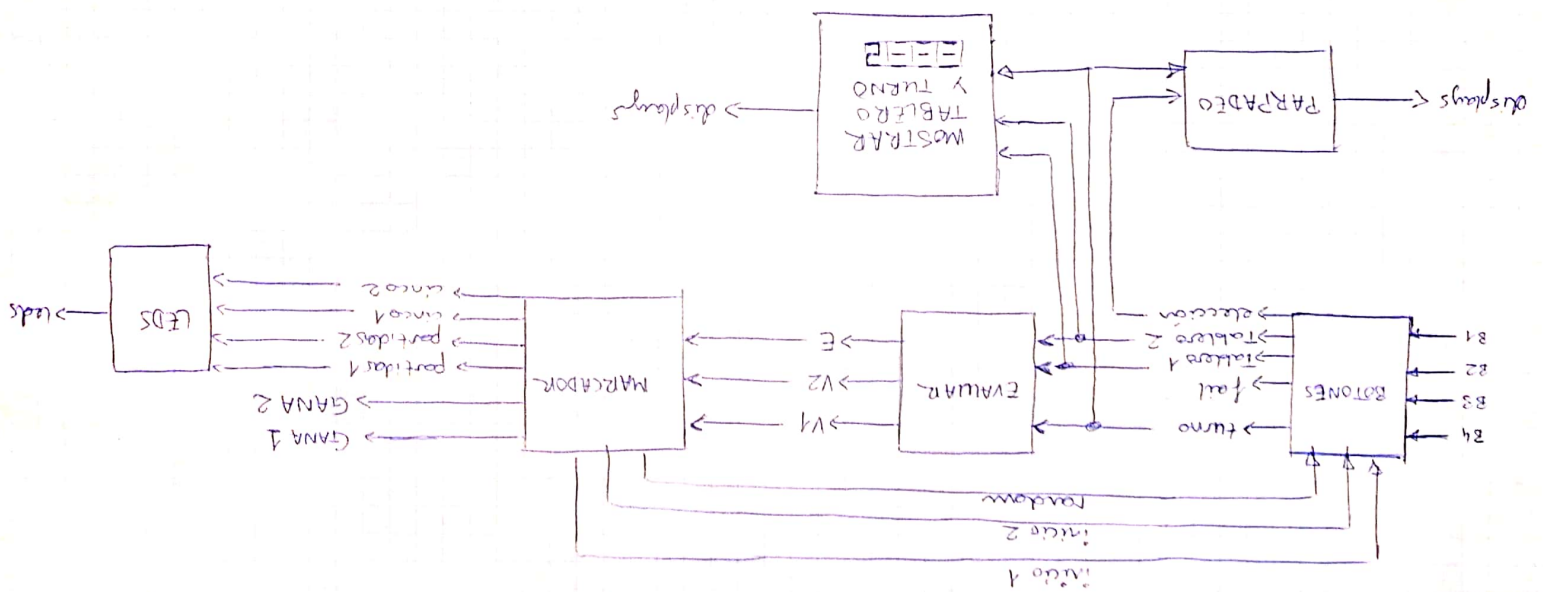 inicio 1
inicio 2
random
B4
B3
B2
B1
BOTONES
turno
fail
Tablero 1
Tablero 2
elección
EVALUAR
V1
V2
E
MARCADOR
GANA 1
GANA 2
partidas 1
partidas 2
cinco 1
cinco 2
LEDS
leds
displays
PARPADEO
MOSTRAR
TABLERO
Y TURNO
displays